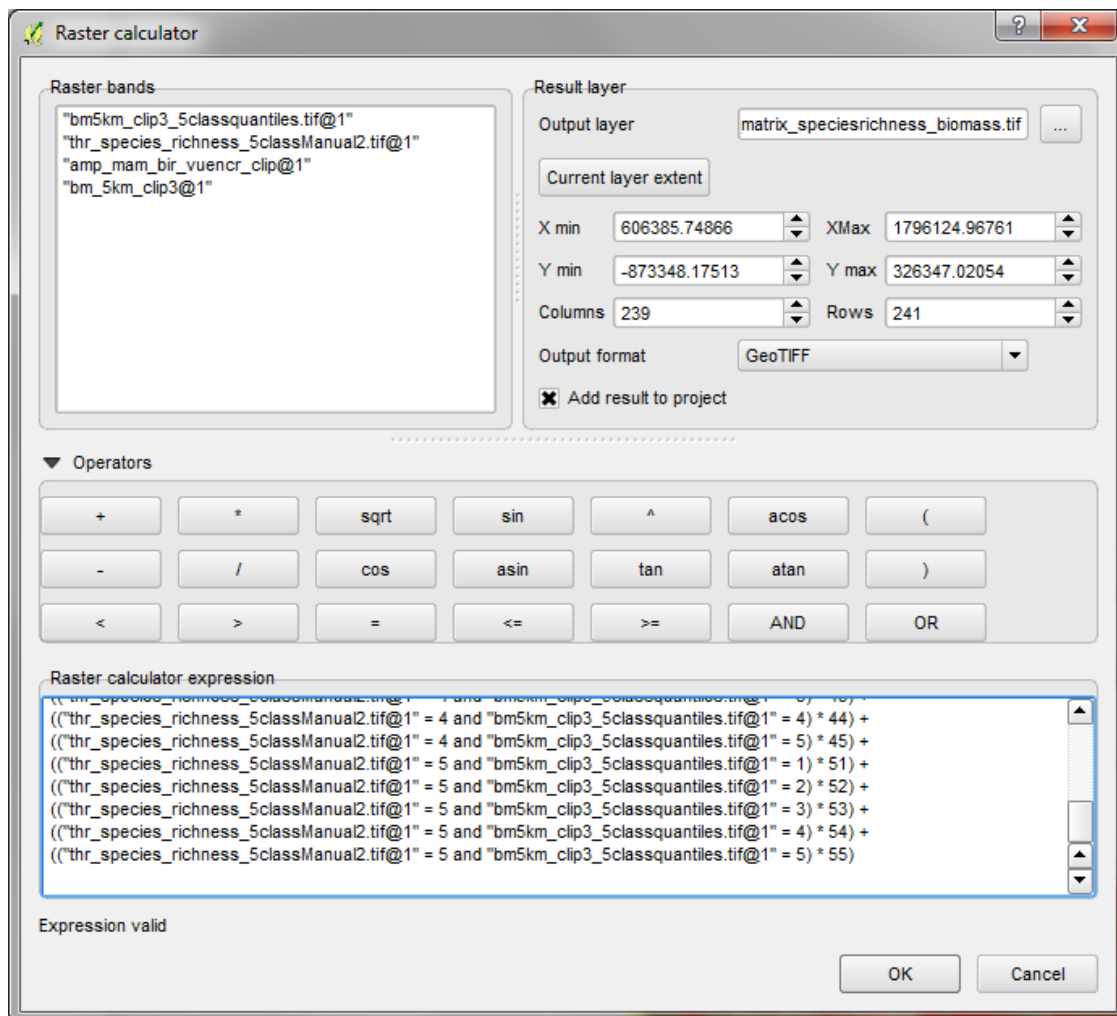 Raster calculator
Raster bands
"bm5km_clip3_5classquantiles.tif@1"
"thr_species_richness_5classManual2.tif@1"
"amp_mam_bir_vuencr_clip@1"
"bm_5km_clip3@1"
Result layer
Output layer matrix_speciesrichness_biomass.tif ...
Current layer extent
X min 606385.74866 XMax 1796124.96761
Y min -873348.17513 Y max 326347.02054
Columns 239 Rows 241
Output format GeoTIFF
Add result to project
Operators
+ * sqrt sin ^ acos (
- / cos asin tan atan )
< > = <= >= AND OR
Raster calculator expression
(("thr_species_richness_5classManual2.tif@1" = 4 and "bm5km_clip3_5classquantiles.tif@1" = 4) * 44) +
(("thr_species_richness_5classManual2.tif@1" = 4 and "bm5km_clip3_5classquantiles.tif@1" = 5) * 45) +
(("thr_species_richness_5classManual2.tif@1" = 5 and "bm5km_clip3_5classquantiles.tif@1" = 1) * 51) +
(("thr_species_richness_5classManual2.tif@1" = 5 and "bm5km_clip3_5classquantiles.tif@1" = 2) * 52) +
(("thr_species_richness_5classManual2.tif@1" = 5 and "bm5km_clip3_5classquantiles.tif@1" = 3) * 53) +
(("thr_species_richness_5classManual2.tif@1" = 5 and "bm5km_clip3_5classquantiles.tif@1" = 4) * 54) +
(("thr_species_richness_5classManual2.tif@1" = 5 and "bm5km_clip3_5classquantiles.tif@1" = 5) * 55)
Expression valid
OK Cancel